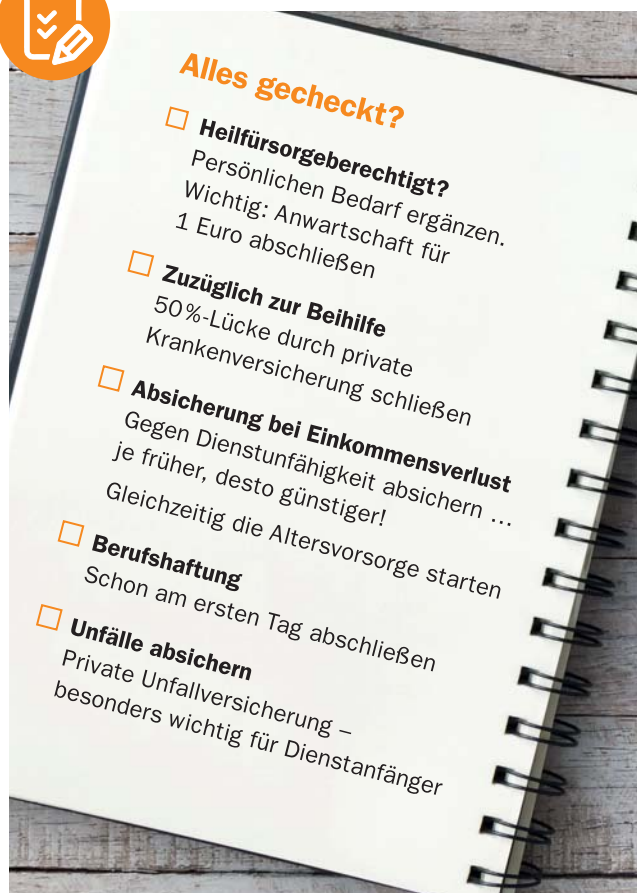 Alles gecheckt?
Heilfürsorgeberechtigt?
Persönlichen Bedarf ergänzen.
Wichtig: Anwartschaft für
1 Euro abschließen
Zuzüglich zur Beihilfe
50%-Lücke durch private
Krankenversicherung schließen
Absicherung bei Einkommensverlust
Gegen Dienstunfähigkeit absichern ...
je früher, desto günstiger!
Gleichzeitig die Altersvorsorge starten
Berufshaftung
Schon am ersten Tag abschließen
Unfälle absichern
Private Unfallversicherung –
besonders wichtig für Dienstanfänger